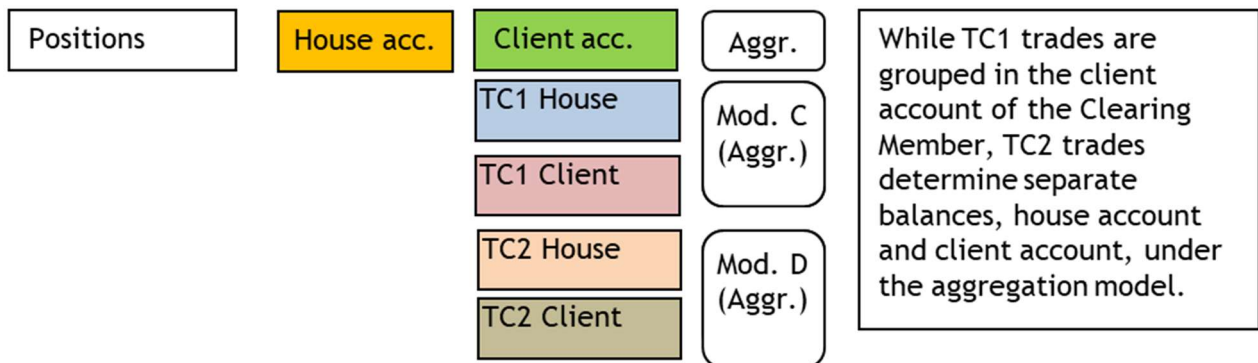 Positions
House acc.
Client acc.
Aggr.
TC1 House
TC1 Client
Mod. C
(Aggr.)
TC2 House
TC2 Client
Mod. D
(Aggr.)
While TC1 trades are
grouped in the client
account of the Clearing
Member, TC2 trades
determine separate
balances, house account
and client account, under
the aggregation model.